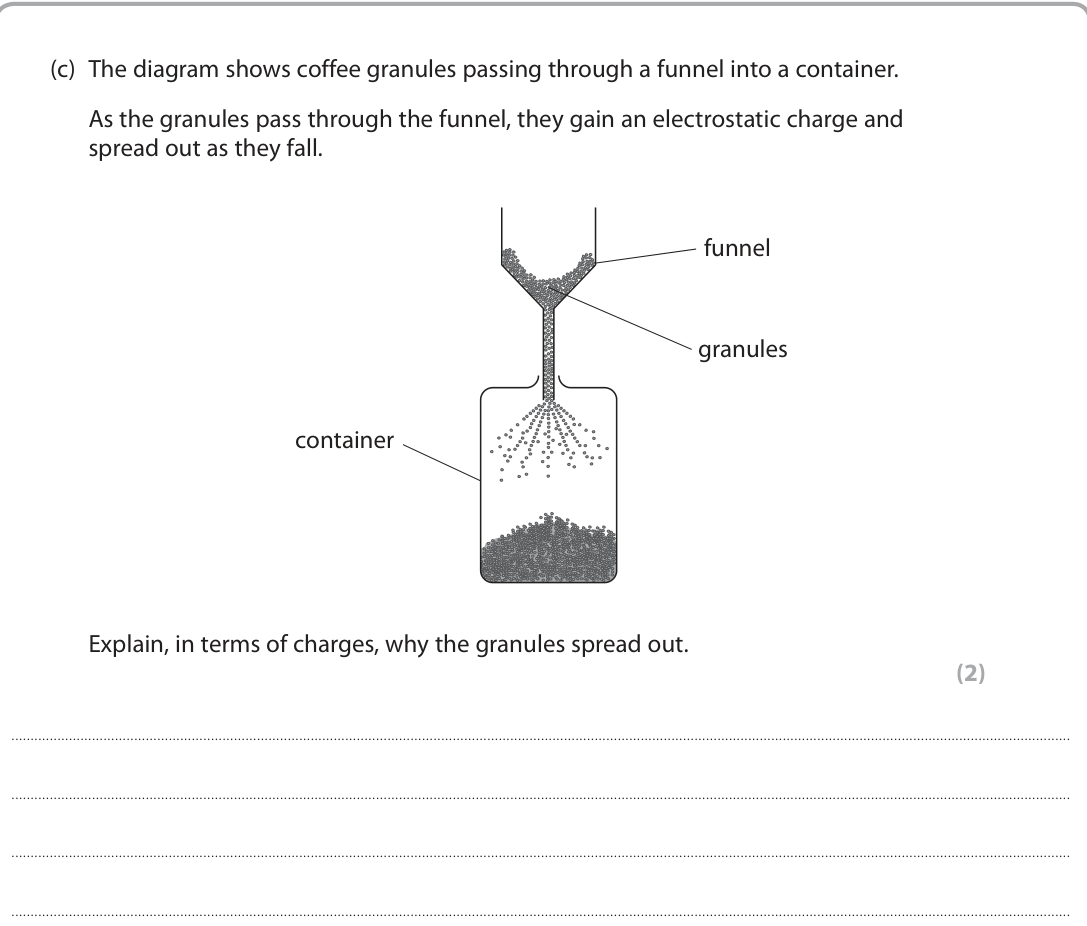 (c) The diagram shows coffee granules passing through a funnel into a container.
As the granules pass through the funnel, they gain an electrostatic charge and
spread out as they fall.
funnel
granules
container
Explain, in terms of charges, why the granules spread out.
(2)